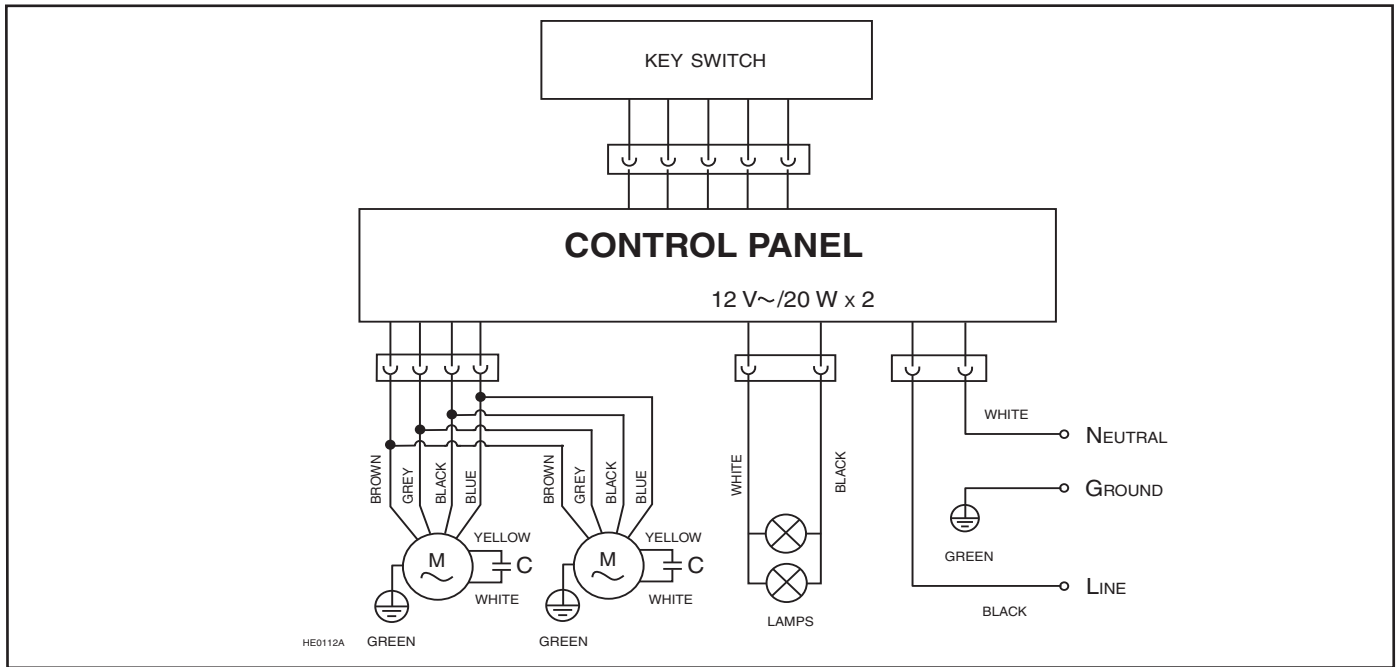 KEY SWITCH
CONTROL PANEL
12 V~/20 W x 2
WHITE
NEUTRAL
GROUND
GREEN
LINE
BLACK
BROWN
GREY
BLACK
BLUE
BROWN
GREY
BLACK
BLUE
WHITE
BLACK
YELLOW
M
C
WHITE
GREEN
YELLOW
M
C
WHITE
GREEN
LAMPS
HE0112A